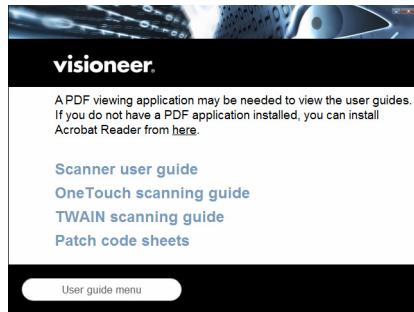 visioneer.
A PDF viewing application may be needed to view the user guides.
If you do not have a PDF application installed, you can install
Acrobat Reader from here.
Scanner user guide
OneTouch scanning guide
TWAIN scanning guide
Patch code sheets
User guide menu